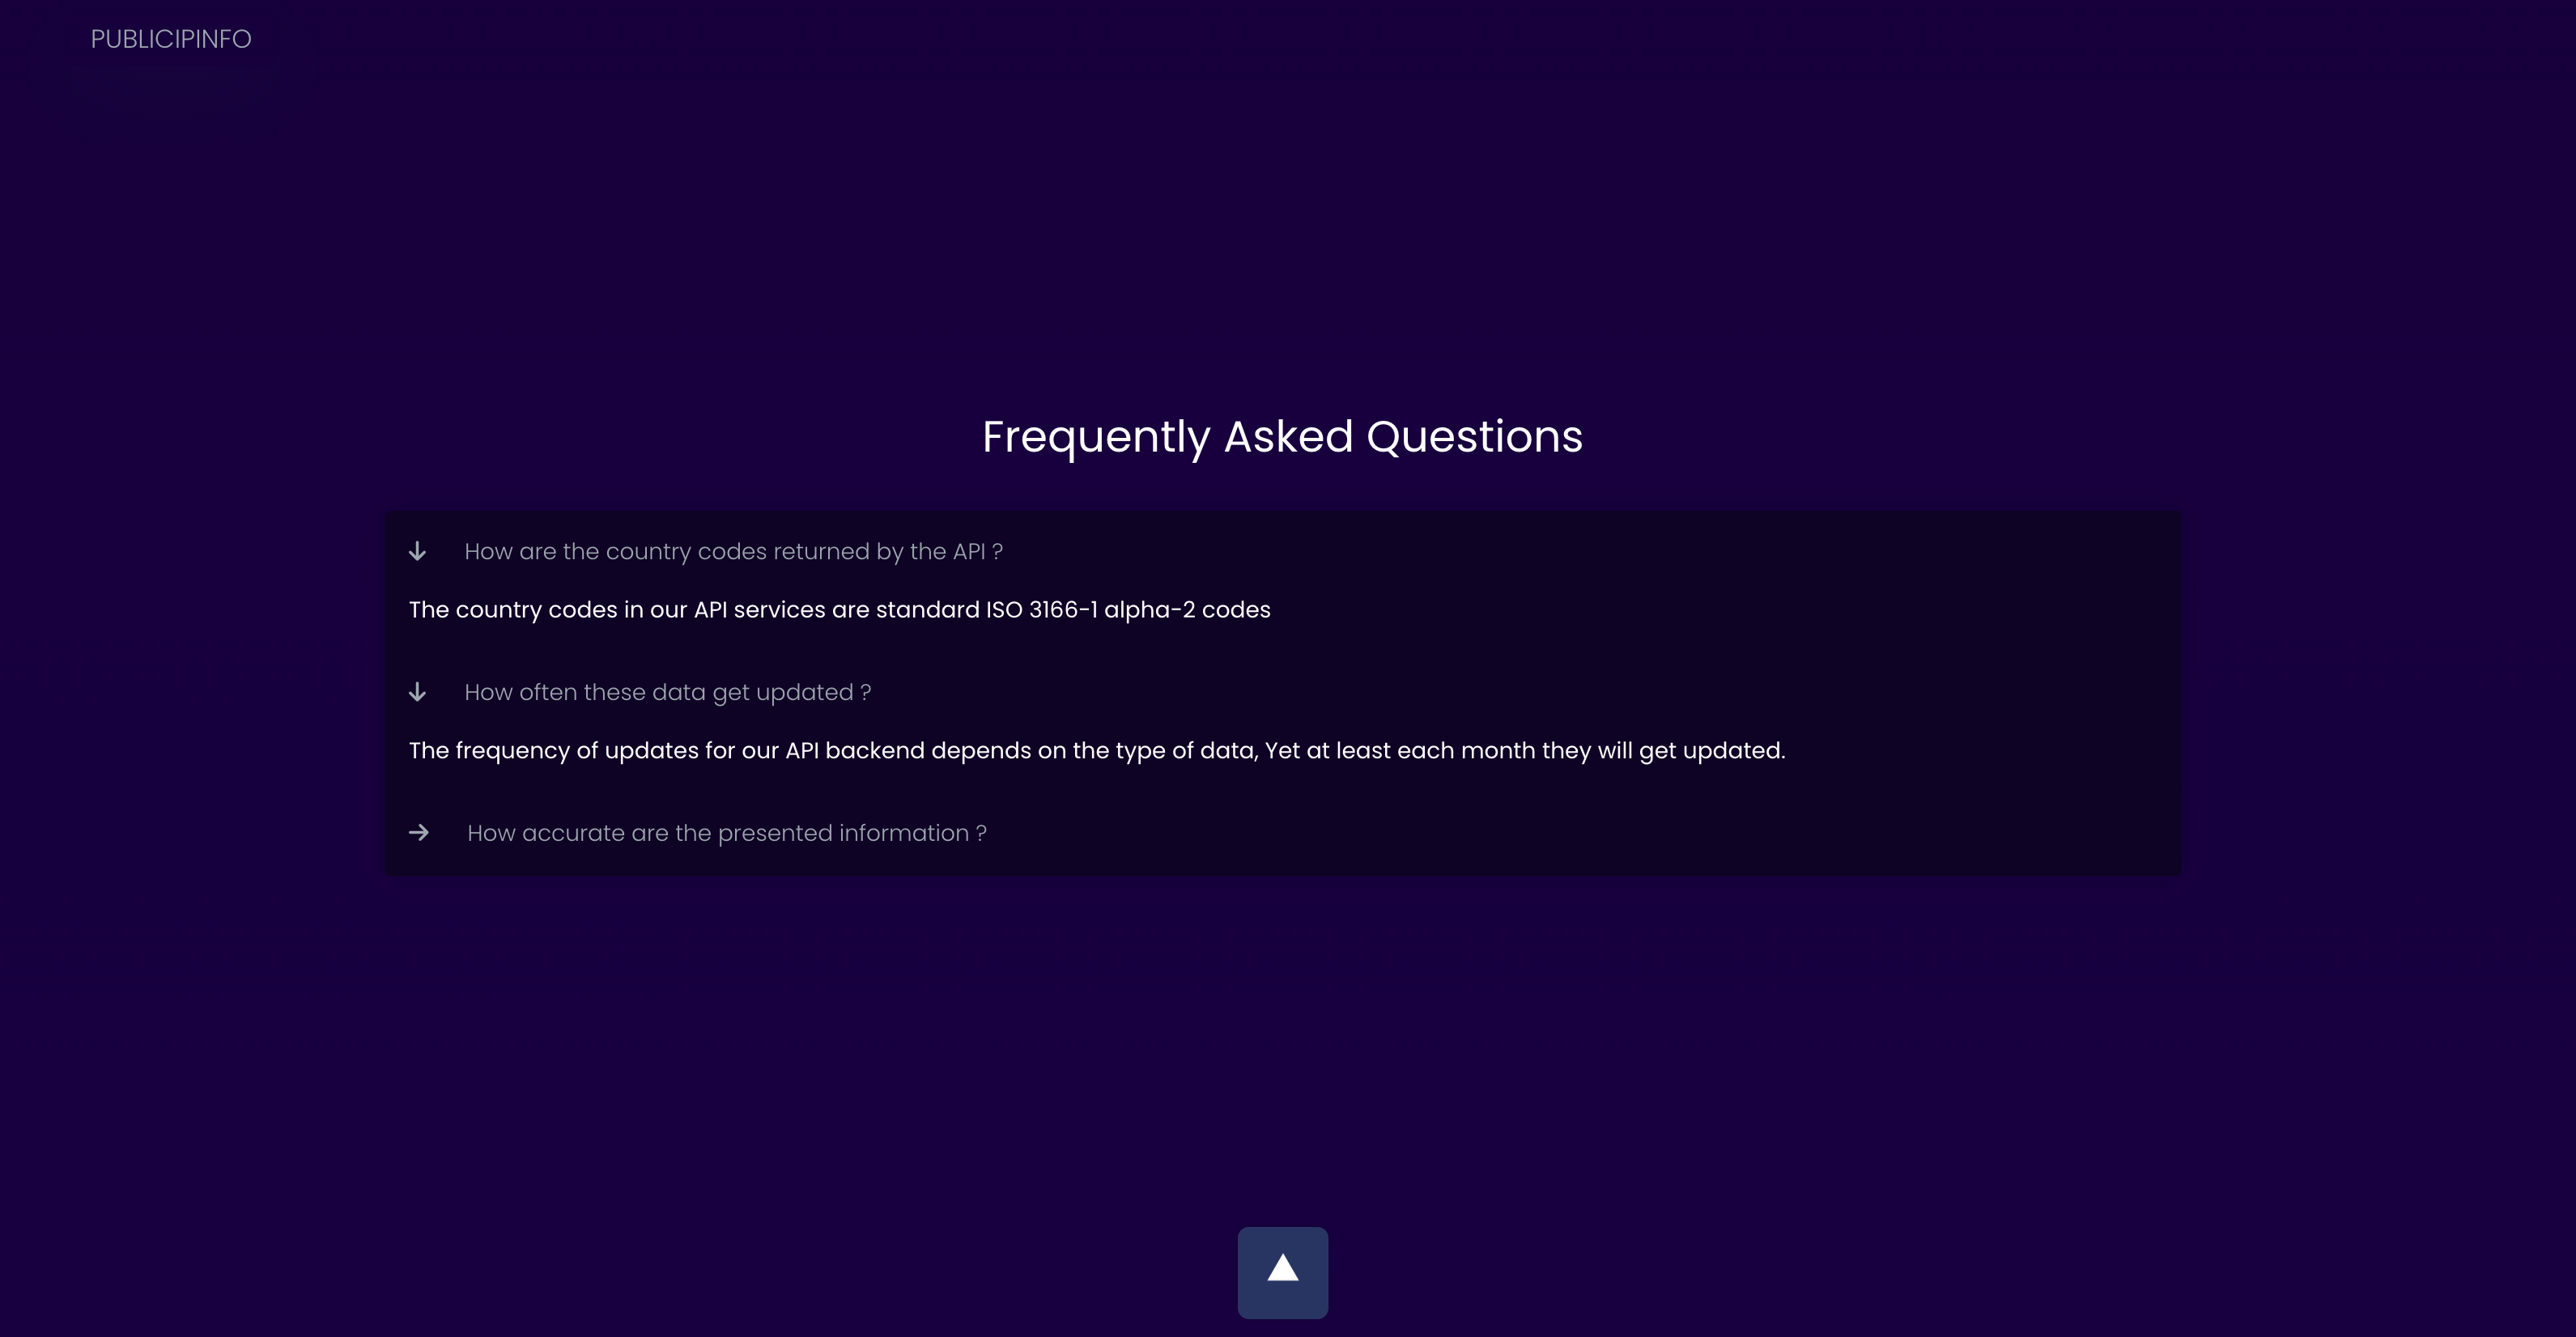 PUBLICIPINFO
Frequently Asked Questions
How are the country codes returned by the API ?
The country codes in our API services are standard ISO 3166-1 alpha-2 codes
How often these data get updated ?
The frequency of updates for our API backend depends on the type of data, Yet at least each month they will get updated.
How accurate are the presented information ?